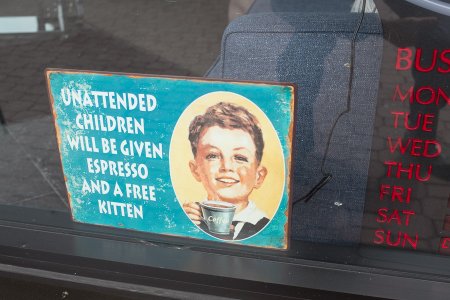 UNATTENDED
CHILDREN
WILL BE GIVEN
ESPRESSO
AND A FREE
KITTEN
Coffee
BUS
MON
TUE
WED
THU
FRI
SAT
SUN